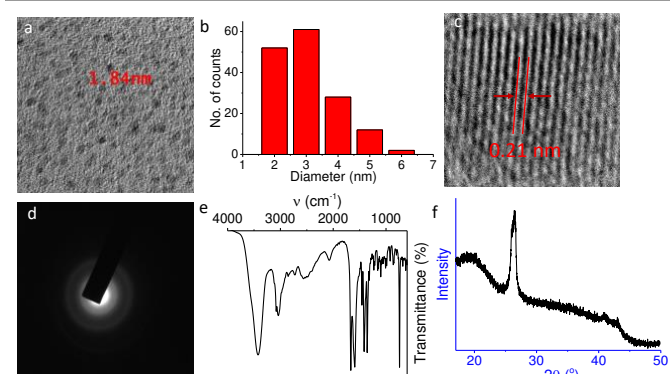 a
1.84nm
b
No. of counts
60
40
20
0
1 2 3 4 5 6 7
Diameter (nm)
c
0.21 nm
d
e
ν (cm⁻¹)
4000 3000 2000 1000
Transmittance (%)
f
Intensity
20 30 40 50
2θ (°)